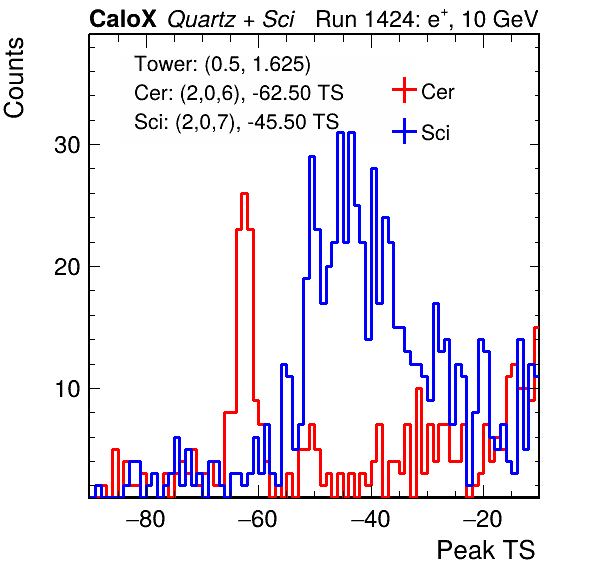 CaloX Quartz + Sci Run 1424: e⁺, 10 GeV
Tower: (0.5, 1.625)
Cer: (2,0,6), -62.50 TS
Sci: (2,0,7), -45.50 TS
Cer
Sci
Counts
30
20
10
−80 −60 −40 −20
Peak TS